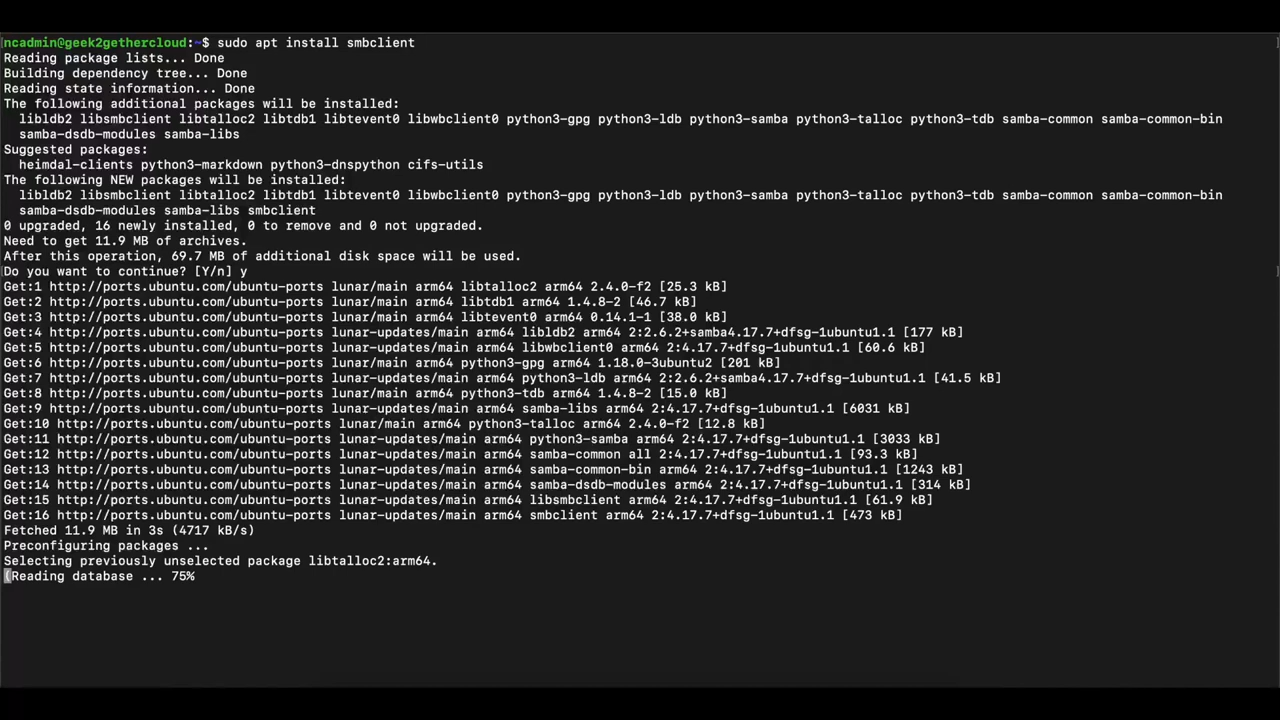 ncadmin@geek2gethercloud:~$ sudo apt install smbclient
Reading package lists... Done
Building dependency tree... Done
Reading state information... Done
The following additional packages will be installed:
  libldb2 libsmbclient libtalloc2 libtdb1 libtevent0 libwbclient0 python3-gpg python3-ldb python3-samba python3-talloc python3-tdb samba-common samba-common-bin
  samba-dsdb-modules samba-libs
Suggested packages:
  heimdal-clients python3-markdown python3-dnspython cifs-utils
The following NEW packages will be installed:
  libldb2 libsmbclient libtalloc2 libtdb1 libtevent0 libwbclient0 python3-gpg python3-ldb python3-samba python3-talloc python3-tdb samba-common samba-common-bin
  samba-dsdb-modules samba-libs smbclient
0 upgraded, 16 newly installed, 0 to remove and 0 not upgraded.
Need to get 11.9 MB of archives.
After this operation, 69.7 MB of additional disk space will be used.
Do you want to continue? [Y/n] y
Get:1 http://ports.ubuntu.com/ubuntu-ports lunar/main arm64 libtalloc2 arm64 2.4.0-f2 [25.3 kB]
Get:2 http://ports.ubuntu.com/ubuntu-ports lunar/main arm64 libtdb1 arm64 1.4.8-2 [46.7 kB]
Get:3 http://ports.ubuntu.com/ubuntu-ports lunar/main arm64 libtevent0 arm64 0.14.1-1 [38.0 kB]
Get:4 http://ports.ubuntu.com/ubuntu-ports lunar-updates/main arm64 libldb2 arm64 2:2.6.2+samba4.17.7+dfsg-1ubuntu1.1 [177 kB]
Get:5 http://ports.ubuntu.com/ubuntu-ports lunar-updates/main arm64 libwbclient0 arm64 2:4.17.7+dfsg-1ubuntu1.1 [60.6 kB]
Get:6 http://ports.ubuntu.com/ubuntu-ports lunar/main arm64 python3-gpg arm64 1.18.0-3ubuntu2 [201 kB]
Get:7 http://ports.ubuntu.com/ubuntu-ports lunar-updates/main arm64 python3-ldb arm64 2:2.6.2+samba4.17.7+dfsg-1ubuntu1.1 [41.5 kB]
Get:8 http://ports.ubuntu.com/ubuntu-ports lunar/main arm64 python3-tdb arm64 1.4.8-2 [15.0 kB]
Get:9 http://ports.ubuntu.com/ubuntu-ports lunar-updates/main arm64 samba-libs arm64 2:4.17.7+dfsg-1ubuntu1.1 [6031 kB]
Get:10 http://ports.ubuntu.com/ubuntu-ports lunar/main arm64 python3-talloc arm64 2.4.0-f2 [12.8 kB]
Get:11 http://ports.ubuntu.com/ubuntu-ports lunar-updates/main arm64 python3-samba arm64 2:4.17.7+dfsg-1ubuntu1.1 [3033 kB]
Get:12 http://ports.ubuntu.com/ubuntu-ports lunar-updates/main arm64 samba-common all 2:4.17.7+dfsg-1ubuntu1.1 [93.3 kB]
Get:13 http://ports.ubuntu.com/ubuntu-ports lunar-updates/main arm64 samba-common-bin arm64 2:4.17.7+dfsg-1ubuntu1.1 [1243 kB]
Get:14 http://ports.ubuntu.com/ubuntu-ports lunar-updates/main arm64 samba-dsdb-modules arm64 2:4.17.7+dfsg-1ubuntu1.1 [314 kB]
Get:15 http://ports.ubuntu.com/ubuntu-ports lunar-updates/main arm64 libsmbclient arm64 2:4.17.7+dfsg-1ubuntu1.1 [61.9 kB]
Get:16 http://ports.ubuntu.com/ubuntu-ports lunar-updates/main arm64 smbclient arm64 2:4.17.7+dfsg-1ubuntu1.1 [473 kB]
Fetched 11.9 MB in 3s (4717 kB/s)
Preconfiguring packages ...
Selecting previously unselected package libtalloc2:arm64.
(Reading database ... 75%